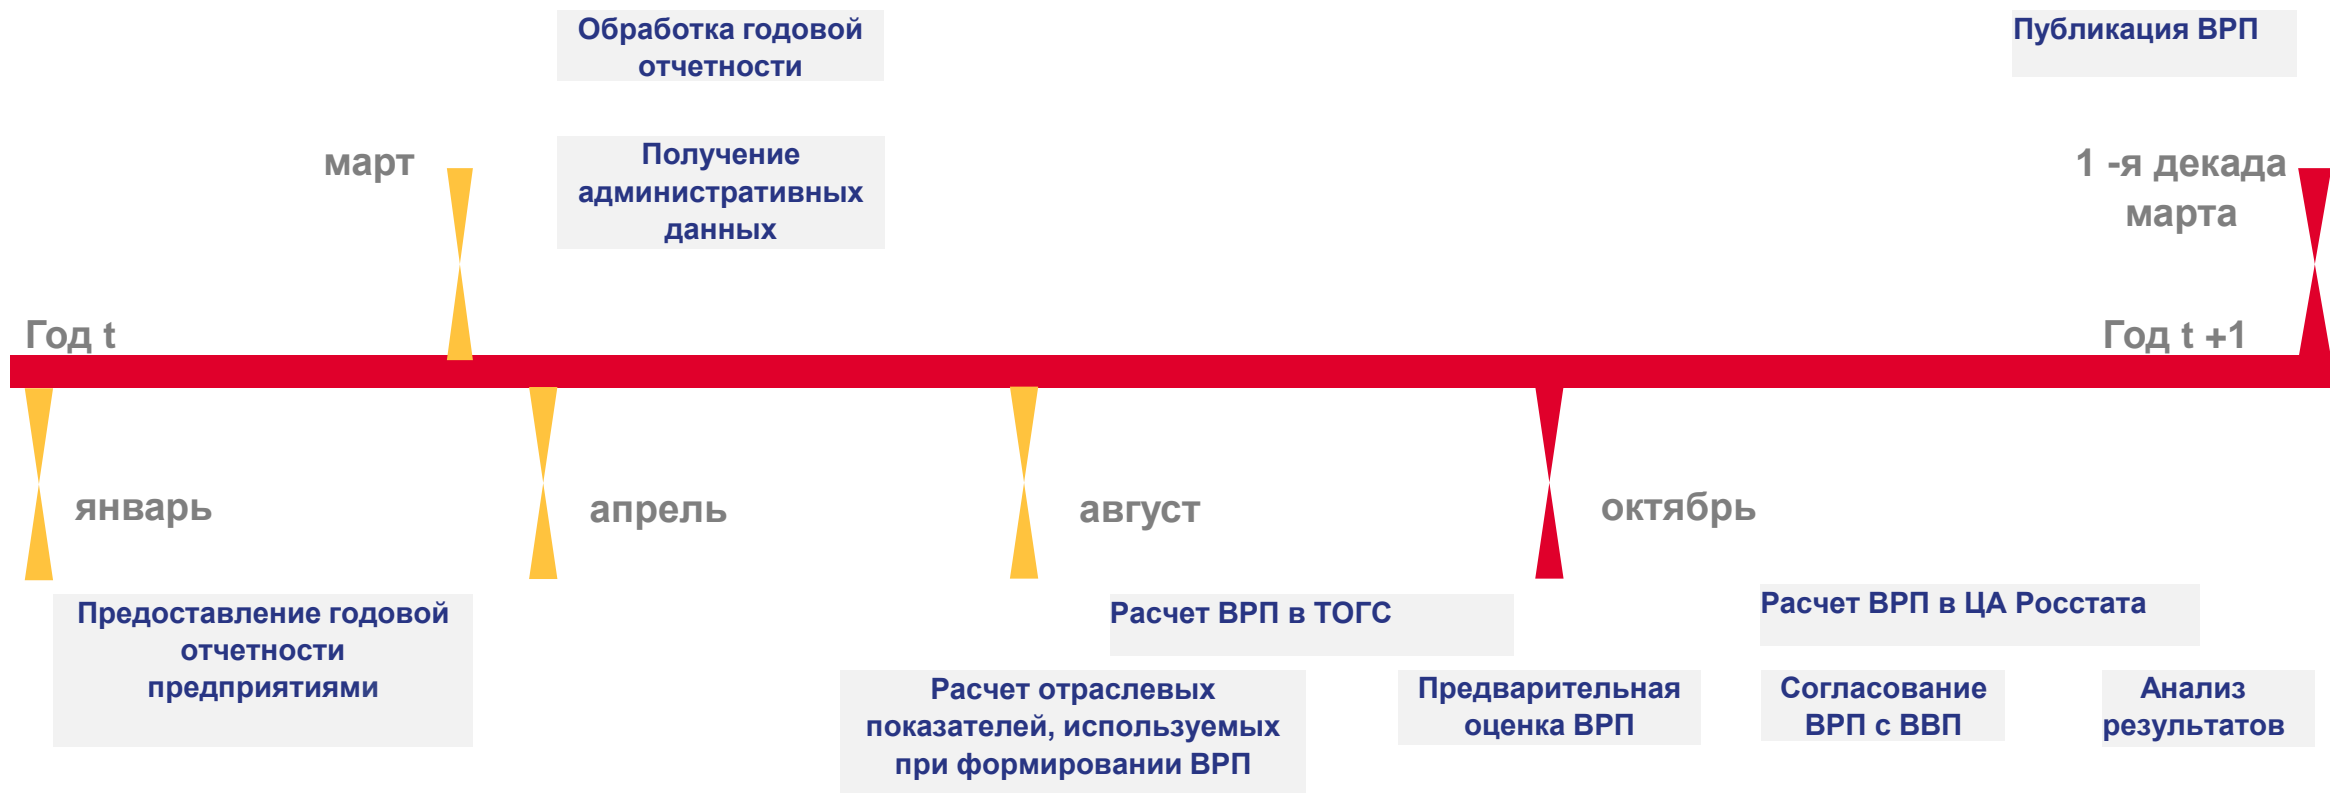 Обработка годовой
отчетности
Публикация ВРП
март
Получение
административных
данных
1 -я декада
марта
Год t
Год t +1
январь
апрель
август
октябрь
Предоставление годовой
отчетности
предприятиями
Расчет ВРП в ТОГС
Расчет ВРП в ЦА Росстата
Расчет отраслевых
показателей, используемых
при формировании ВРП
Предварительная
оценка ВРП
Согласование
ВРП с ВВП
Анализ
результатов